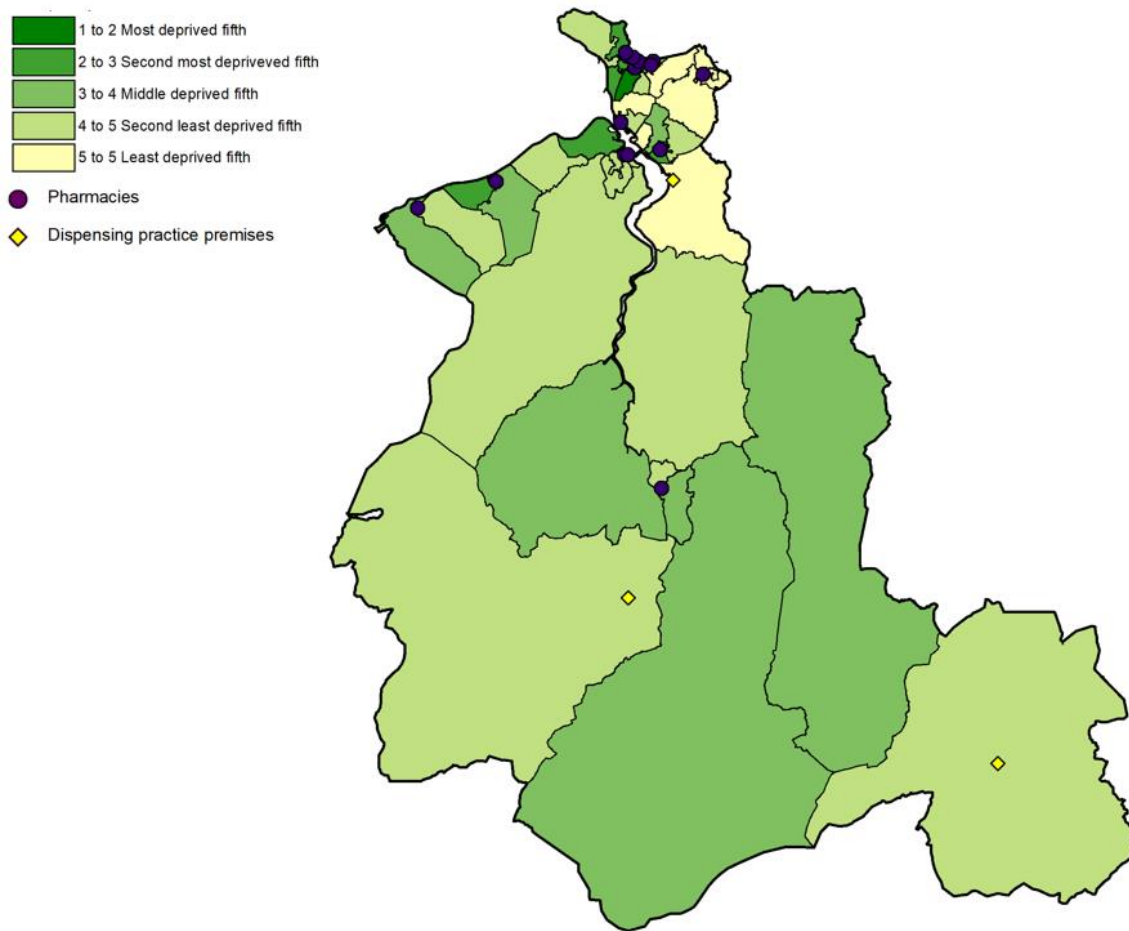 1 to 2 Most deprived fifth
2 to 3 Second most depriveved fifth
3 to 4 Middle deprived fifth
4 to 5 Second least deprived fifth
5 to 5 Least deprived fifth
Pharmacies
Dispensing practice premises